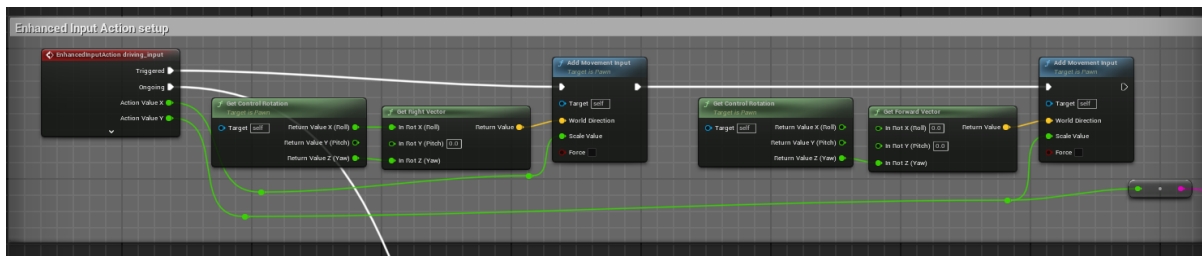 Enhanced Input Action setup
EnhancedInputAction driving_input
Triggered
Ongoing
Action Value X
Action Value Y
Get Control Rotation
Target is Pawn
Target self
Return Value X (Roll)
Return Value Y (Pitch)
Return Value Z (Yaw)
Get Right Vector
In Rot X (Roll)
Return Value
In Rot Y (Pitch) 0.0
In Rot Z (Yaw)
Add Movement Input
Target is Pawn
Target self
World Direction
Scale Value
Force
Get Control Rotation
Target is Pawn
Target self
Return Value X (Roll)
Return Value Y (Pitch)
Return Value Z (Yaw)
Get Forward Vector
In Rot X (Roll) 0.0
Return Value
In Rot Y (Pitch) 0.0
In Rot Z (Yaw)
Add Movement Input
Target is Pawn
Target self
World Direction
Scale Value
Force